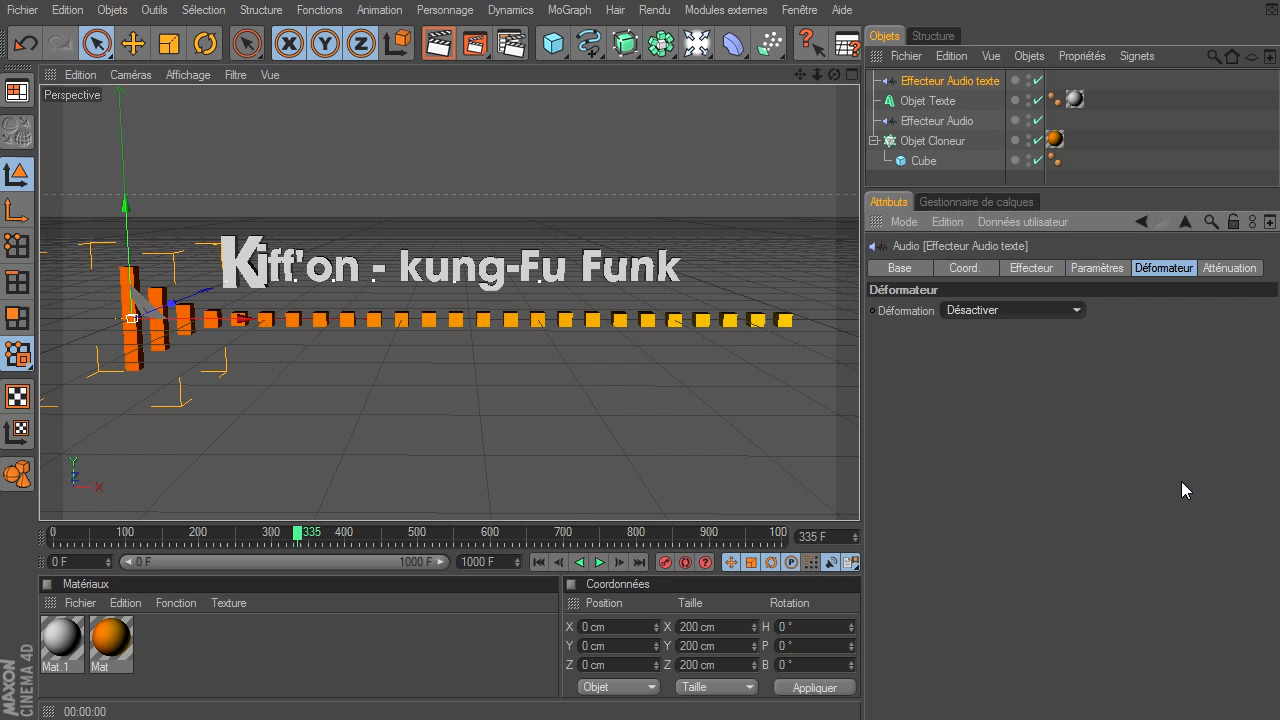 Fichier Edition Objets Outils Sélection Structure Fonctions Animation Personnage Dynamics MoGraph Hair Rendu Modules externes Fenêtre Aide
X Y Z
Objets Structure
Fichier Edition Vue Objets Propriétés Signets
Edition Caméras Affichage Filtre Vue
Perspective
Effecteur Audio texte
Objet Texte
Effecteur Audio
Objet Cloneur
Cube
Attributs Gestionnaire de calques
Mode Edition Données utilisateur
Audio [Effecteur Audio texte]
Base Coord. Effecteur Paramètres Déformateur Atténuation
Déformateur
Déformation Désactiver
Kiff'on - kung-Fu Funk
Y
Z
X
0 100 200 300 335 400 500 600 700 800 900 100 335 F
0 F 0 F 1000 F 1000 F
Matériaux
Fichier Edition Fonction Texture
Mat.1 Mat
Coordonnées
Position Taille Rotation
X 0 cm X 200 cm H 0 °
Y 0 cm Y 200 cm P 0 °
Z 0 cm Z 200 cm B 0 °
Objet Taille Appliquer
MAXON
CINEMA 4D
00:00:00